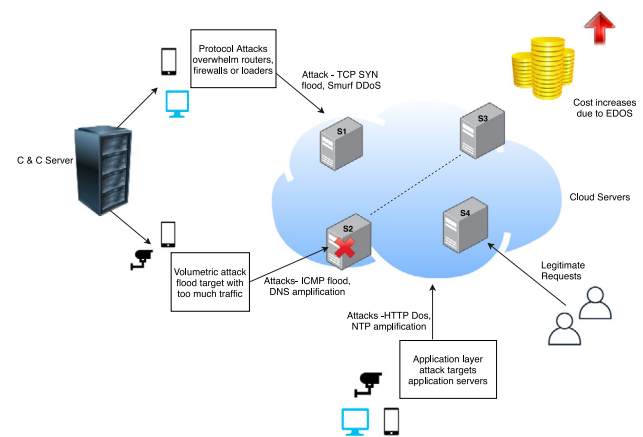 Protocol Attacks
overwhelm routers,
firewalls or loaders
Attack - TCP SYN
flood, Smurf DDoS
Cost increases
due to EDOS
S1
S3
C & C Server
Cloud Servers
S2
S4
Volumetric attack
flood target with
too much traffic
Attacks- ICMP flood,
DNS amplification
Legitimate
Requests
Attacks -HTTP Dos,
NTP amplification
Application layer
attack targets
application servers